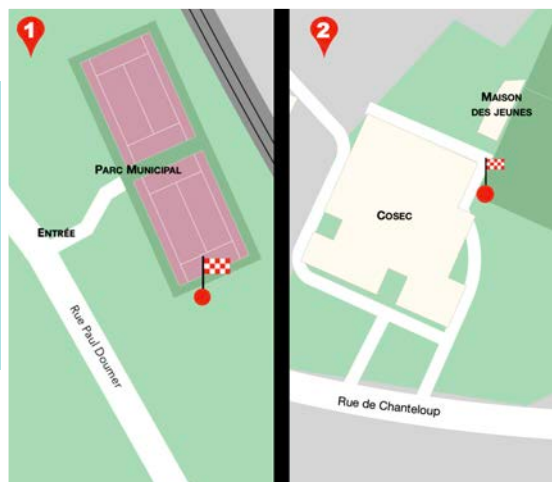 1
PARC MUNICIPAL
ENTRÉE
Rue Paul Doumer
2
MAISON
DES JEUNES
COSEC
Rue de Chanteloup